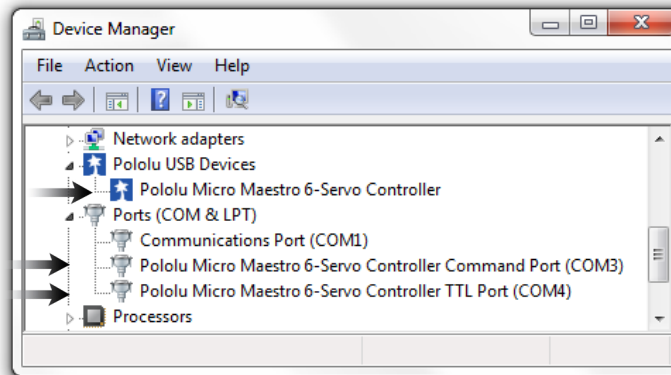 Device Manager
File Action View Help
Network adapters
Pololu USB Devices
Pololu Micro Maestro 6-Servo Controller
Ports (COM & LPT)
Communications Port (COM1)
Pololu Micro Maestro 6-Servo Controller Command Port (COM3)
Pololu Micro Maestro 6-Servo Controller TTL Port (COM4)
Processors